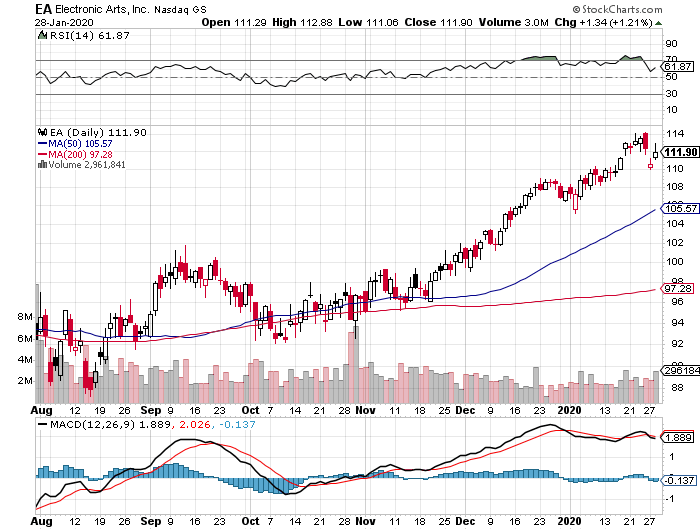 EA Electronic Arts, Inc. Nasdaq GS © StockCharts.com
28-Jan-2020 Open 111.29 High 112.88 Low 111.06 Close 111.90 Volume 3.0M Chg +1.34 (+1.21%)
RSI(14) 61.87
90
70
61.87
50
30
10
EA (Daily) 111.90
MA(50) 105.57
MA(200) 97.28
Volume 2,961,841
114
111.90
110
108
106
105.57
104
102
100
98
97.28
96
94
92
90
88
8M
6M
4M
2M
296184
Aug 12 19 26 Sep 9 16 23 Oct 7 14 21 28 Nov 11 18 25 Dec 9 16 23 2020 13 21 27
MACD(12,26,9) 1.889, 2.026, -0.137
1.889
1
-0.137
-1
Aug 12 19 26 Sep 9 16 23 Oct 7 14 21 28 Nov 11 18 25 Dec 9 16 23 2020 13 21 27